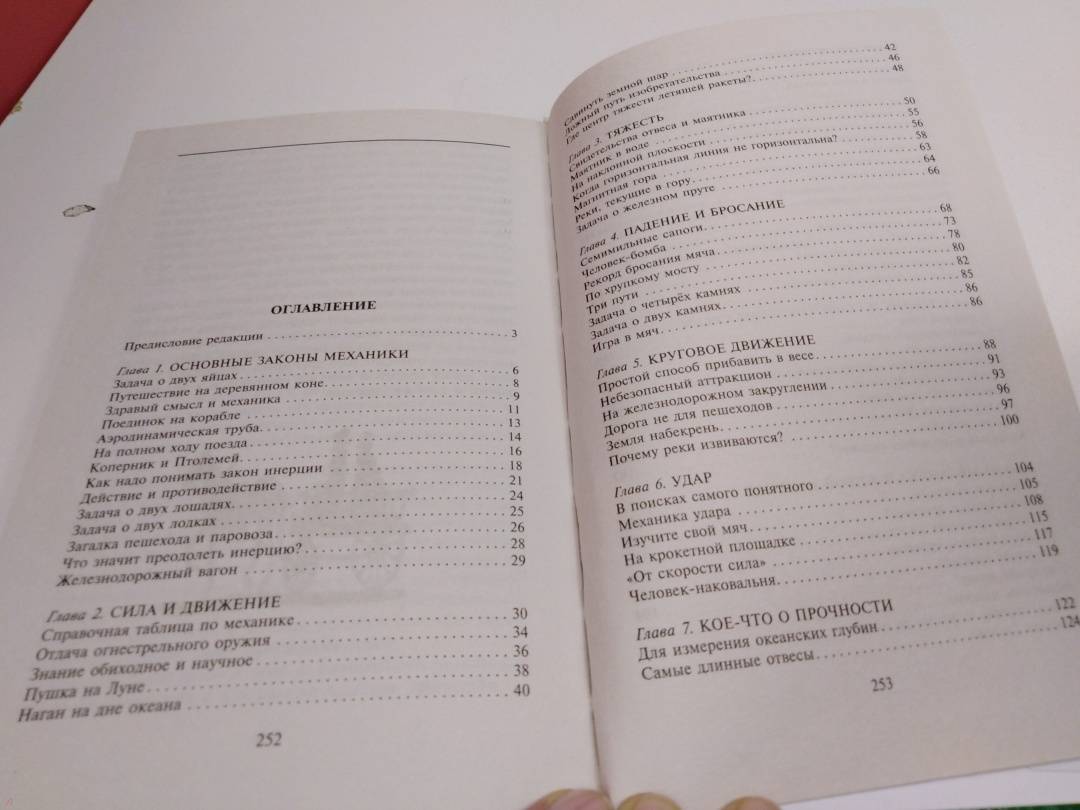 ОГЛАВЛЕНИЕ
Предисловие редакции . . . . . . . . . . . . . . . . . . . . 3
Глава 1. ОСНОВНЫЕ ЗАКОНЫ МЕХАНИКИ
Задача о двух яйцах . . . . . . . . . . . . . . . . . . . . 6
Путешествие на деревянном коне . . . . . . . . . . . . . . . . . . . . 8
Здравый смысл и механика . . . . . . . . . . . . . . . . . . . . 9
Поединок на корабле . . . . . . . . . . . . . . . . . . . . 11
Аэродинамическая труба . . . . . . . . . . . . . . . . . . . . 13
На полном ходу поезда . . . . . . . . . . . . . . . . . . . . 14
Коперник и Птолемей . . . . . . . . . . . . . . . . . . . . 16
Как надо понимать закон инерции . . . . . . . . . . . . . . . . . . . . 18
Действие и противодействие . . . . . . . . . . . . . . . . . . . . 21
Задача о двух лошадях . . . . . . . . . . . . . . . . . . . . 24
Задача о двух лодках . . . . . . . . . . . . . . . . . . . . 25
Загадка пешехода и паровоза . . . . . . . . . . . . . . . . . . . . 26
Что значит преодолеть инерцию? . . . . . . . . . . . . . . . . . . . . 28
Железнодорожный вагон . . . . . . . . . . . . . . . . . . . . 29
Глава 2. СИЛА И ДВИЖЕНИЕ
Справочная таблица по механике . . . . . . . . . . . . . . . . . . . . 30
Отдача огнестрельного оружия . . . . . . . . . . . . . . . . . . . . 34
Знание обиходное и научное . . . . . . . . . . . . . . . . . . . . 36
Пушка на Луне . . . . . . . . . . . . . . . . . . . . 38
Наган на дне океана . . . . . . . . . . . . . . . . . . . . 40
252
Сдвинуть земной шар . . . . . . . . . . . . . . . . . . . . 42
Ложный путь изобретательства . . . . . . . . . . . . . . . . . . . . 46
Где центр тяжести летящей ракеты? . . . . . . . . . . . . . . . . . . . . 48
Глава 3. ТЯЖЕСТЬ
Свидетельства отвеса и маятника . . . . . . . . . . . . . . . . . . . . 50
Маятник в воде . . . . . . . . . . . . . . . . . . . . 55
На наклонной плоскости . . . . . . . . . . . . . . . . . . . . 56
Когда горизонтальная линия не горизонтальна? . . . . . . . . . . . . . . . . . . . . 58
Магнитная гора . . . . . . . . . . . . . . . . . . . . 63
Реки, текущие в гору . . . . . . . . . . . . . . . . . . . . 64
Задача о железном пруте . . . . . . . . . . . . . . . . . . . . 66
Глава 4. ПАДЕНИЕ И БРОСАНИЕ
Семимильные сапоги . . . . . . . . . . . . . . . . . . . . 68
Человек-бомба . . . . . . . . . . . . . . . . . . . . 73
Рекорд бросания мяча . . . . . . . . . . . . . . . . . . . . 78
По хрупкому мосту . . . . . . . . . . . . . . . . . . . . 80
Три пути . . . . . . . . . . . . . . . . . . . . 82
Задача о четырёх камнях . . . . . . . . . . . . . . . . . . . . 85
Задача о двух камнях . . . . . . . . . . . . . . . . . . . . 86
Игра в мяч . . . . . . . . . . . . . . . . . . . . 86
Глава 5. КРУГОВОЕ ДВИЖЕНИЕ
Простой способ прибавить в весе . . . . . . . . . . . . . . . . . . . . 88
Небезопасный аттракцион . . . . . . . . . . . . . . . . . . . . 91
На железнодорожном закруглении . . . . . . . . . . . . . . . . . . . . 93
Дорога не для пешеходов . . . . . . . . . . . . . . . . . . . . 96
Земля набекрень . . . . . . . . . . . . . . . . . . . . 97
Почему реки извиваются? . . . . . . . . . . . . . . . . . . . . 100
Глава 6. УДАР
В поисках самого понятного . . . . . . . . . . . . . . . . . . . . 104
Механика удара . . . . . . . . . . . . . . . . . . . . 105
Изучите свой мяч . . . . . . . . . . . . . . . . . . . . 108
На крокетной площадке . . . . . . . . . . . . . . . . . . . . 115
«От скорости сила» . . . . . . . . . . . . . . . . . . . . 117
Человек-наковальня . . . . . . . . . . . . . . . . . . . . 119
Глава 7. КОЕ-ЧТО О ПРОЧНОСТИ
Для измерения океанских глубин . . . . . . . . . . . . . . . . . . . . 122
Самые длинные отвесы . . . . . . . . . . . . . . . . . . . . 124
253